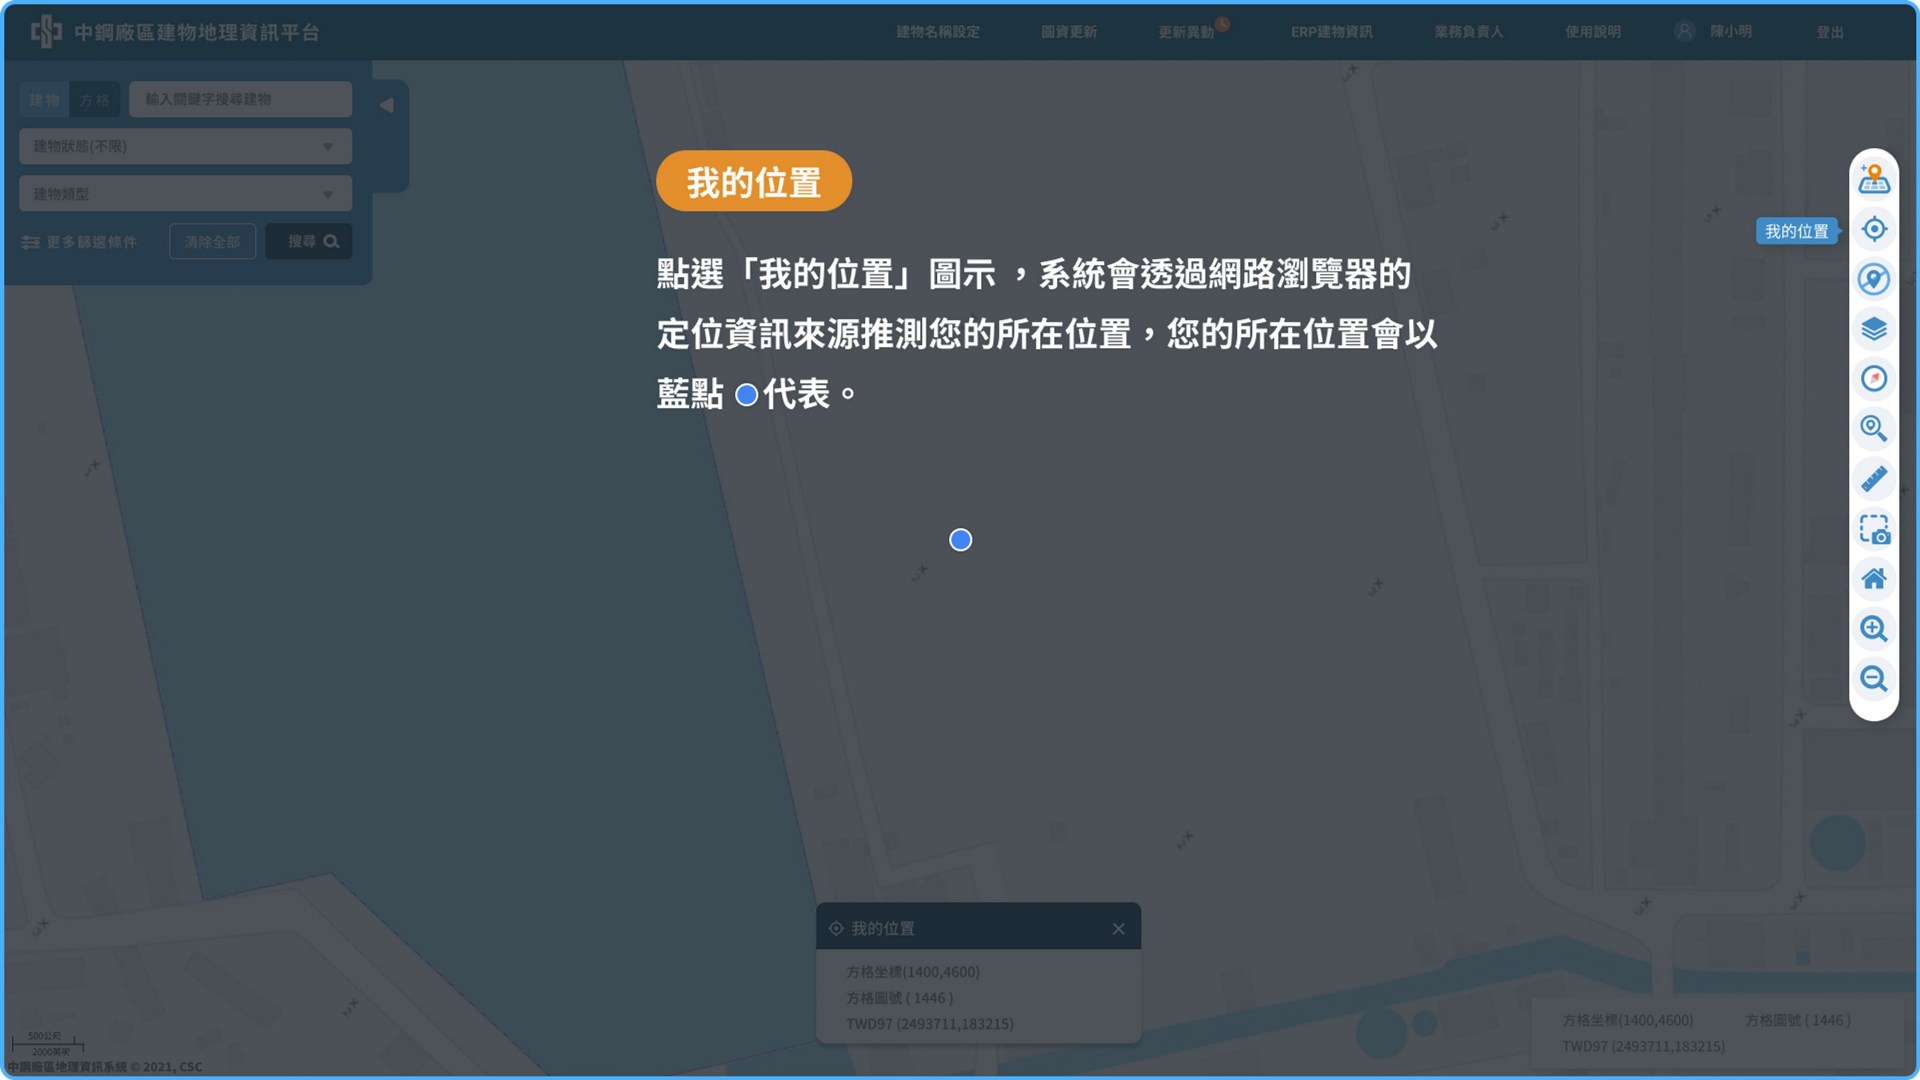 中鋼廠區建物地理資訊平台
建物名稱設定
圖資更新
更新異動
ERP建物資訊
業務負責人
使用說明
陳小明
登出
建物
方格
輸入關鍵字搜尋建物
建物狀態(不限)
建物類型
更多篩選條件
清除全部
搜尋
我的位置
點選「我的位置」圖示 ，系統會透過網路瀏覽器的
定位資訊來源推測您的所在位置，您的所在位置會以
藍點 代表。
我的位置
我的位置
方格坐標(1400,4600)
方格圖號 ( 1446 )
TWD97 (2493711,183215)
方格坐標(1400,4600)
方格圖號 ( 1446 )
TWD97 (2493711,183215)
500公尺
2000英呎
中鋼廠區地理資訊系統 © 2021, CSC